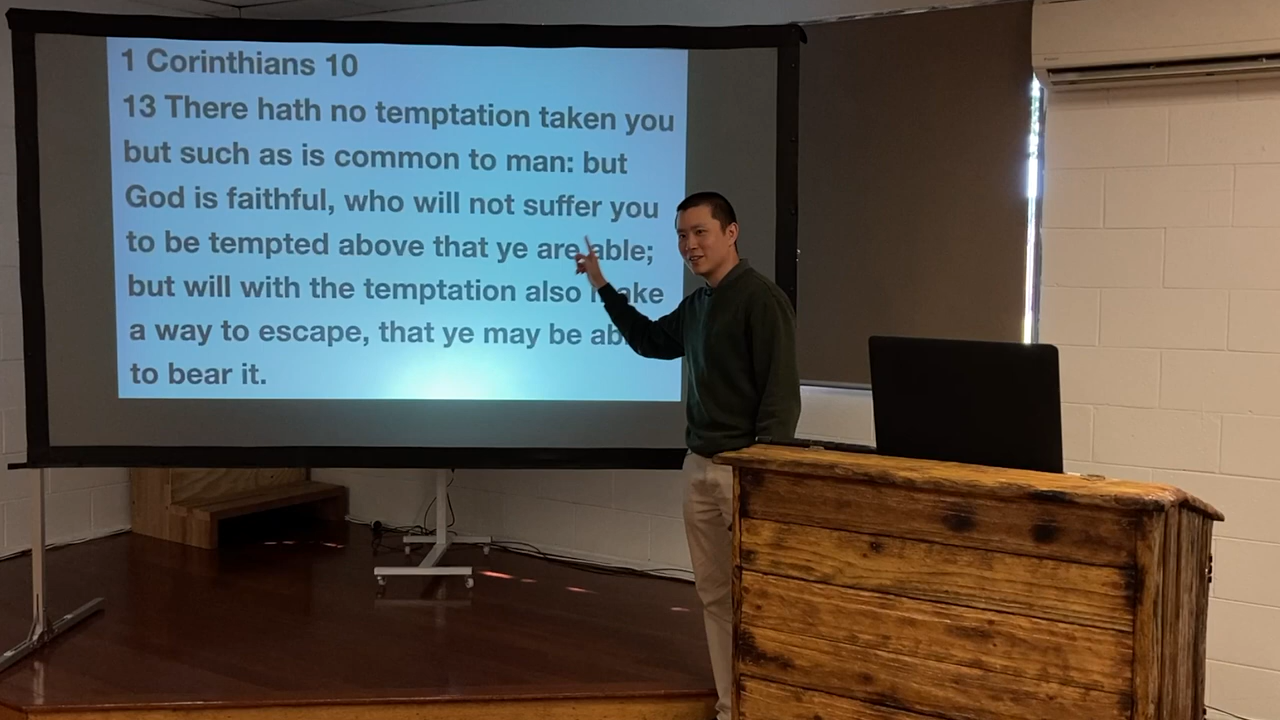 1 Corinthians 10
13 There hath no temptation taken you
but such as is common to man: but
God is faithful, who will not suffer you
to be tempted above that ye are able;
but will with the temptation also make
a way to escape, that ye may be able
to bear it.